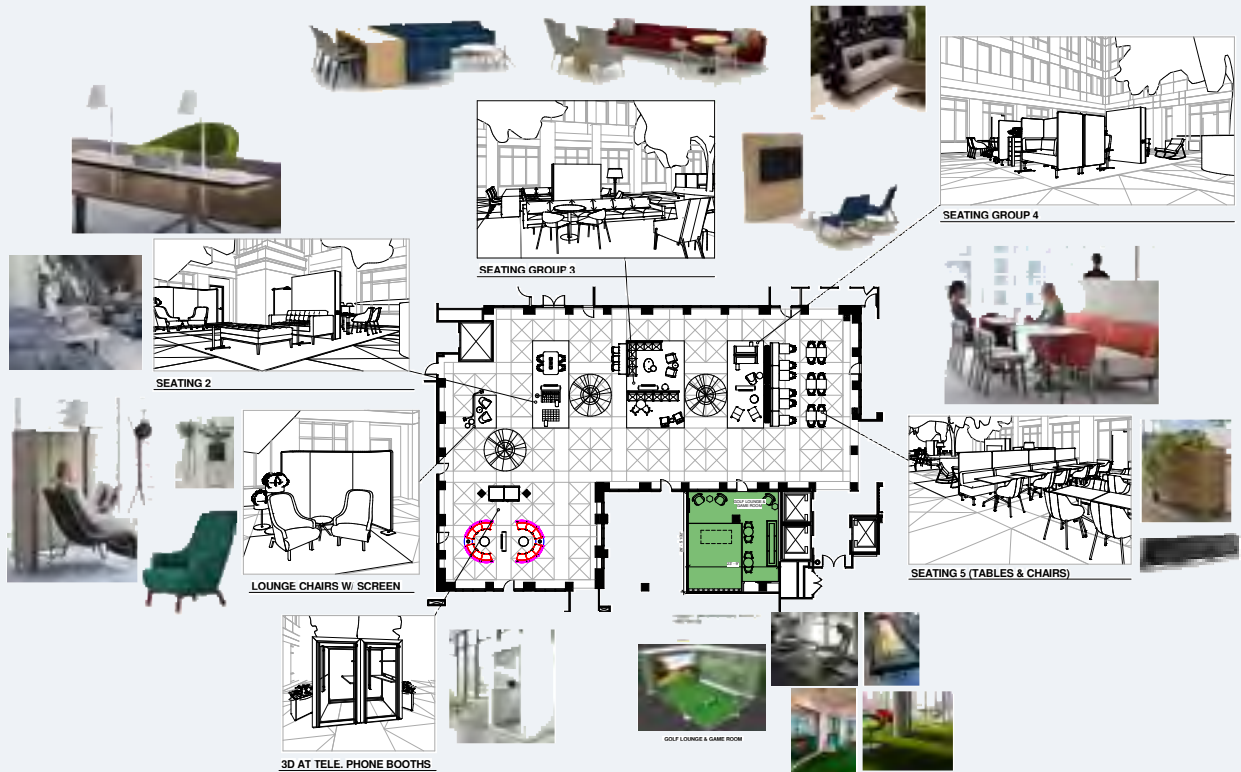 SEATING GROUP 4
SEATING GROUP 3
SEATING 2
GOLF LOUNGE &
GAME ROOM
SEATING 5 (TABLES & CHAIRS)
LOUNGE CHAIRS W/ SCREEN
GOLF LOUNGE & GAME ROOM
3D AT TELE. PHONE BOOTHS